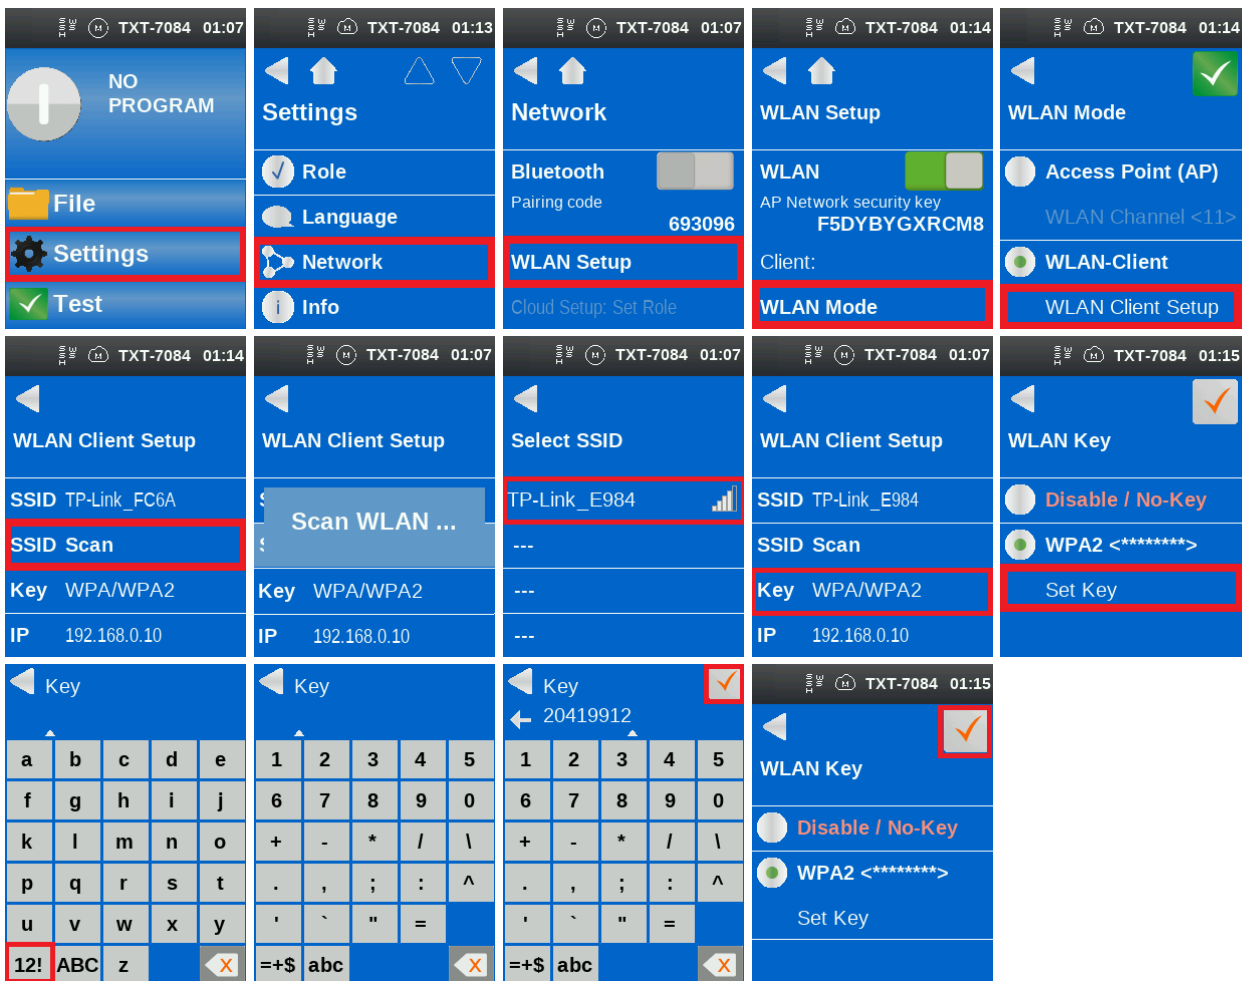 TXT-7084 01:07
NO
PROGRAM
File
Settings
Test
TXT-7084 01:13
Settings
Role
Language
Network
Info
TXT-7084 01:07
Network
Bluetooth
Pairing code
693096
WLAN Setup
Cloud Setup: Set Role
TXT-7084 01:14
WLAN Setup
WLAN
AP Network security key
F5DYBYGXRCM8
Client:
WLAN Mode
TXT-7084 01:14
WLAN Mode
Access Point (AP)
WLAN Channel <11>
WLAN-Client
WLAN Client Setup
TXT-7084 01:14
WLAN Client Setup
SSID TP-Link_FC6A
SSID Scan
Key WPA/WPA2
IP 192.168.0.10
TXT-7084 01:07
WLAN Client Setup
Scan WLAN ...
Key WPA/WPA2
IP 192.168.0.10
TXT-7084 01:07
Select SSID
TP-Link_E984
---
---
---
TXT-7084 01:07
WLAN Client Setup
SSID TP-Link_E984
SSID Scan
Key WPA/WPA2
IP 192.168.0.10
TXT-7084 01:15
WLAN Key
Disable / No-Key
WPA2 <********>
Set Key
Key
a b c d e
f g h i j
k l m n o
p q r s t
u v w x y
12! ABC z X
Key
1 2 3 4 5
6 7 8 9 0
+ - * / \
. , ; : ^
' ` " =
=+$ abc X
Key
20419912
1 2 3 4 5
6 7 8 9 0
+ - * / \
. , ; : ^
' ` " =
=+$ abc X
TXT-7084 01:15
WLAN Key
Disable / No-Key
WPA2 <********>
Set Key